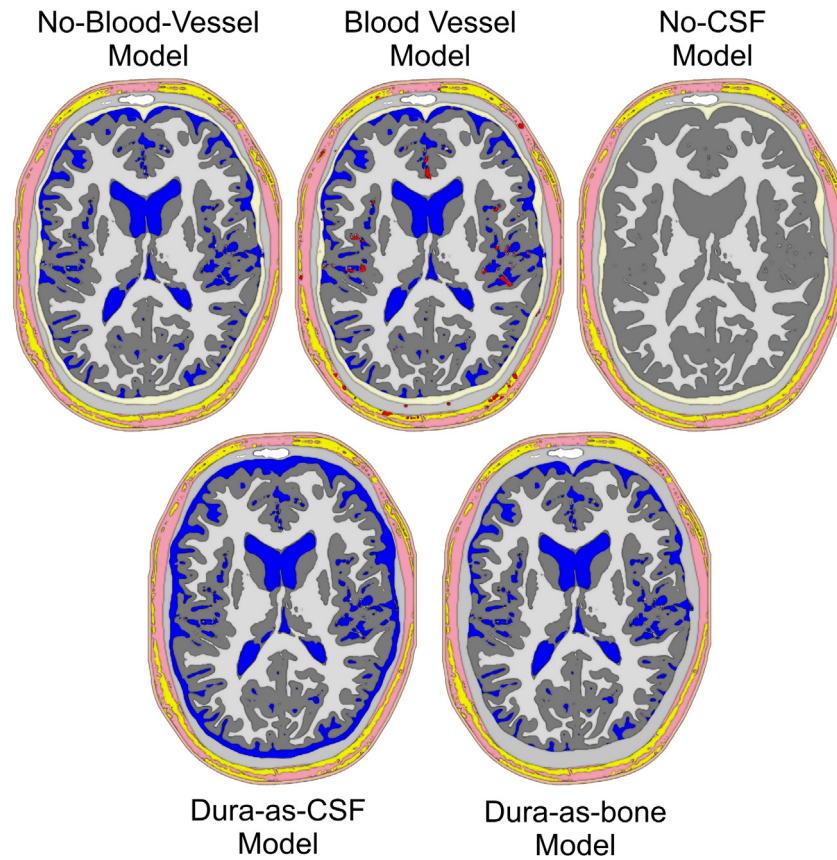 No-Blood-Vessel
Model
Blood Vessel
Model
No-CSF
Model
Dura-as-CSF
Model
Dura-as-bone
Model